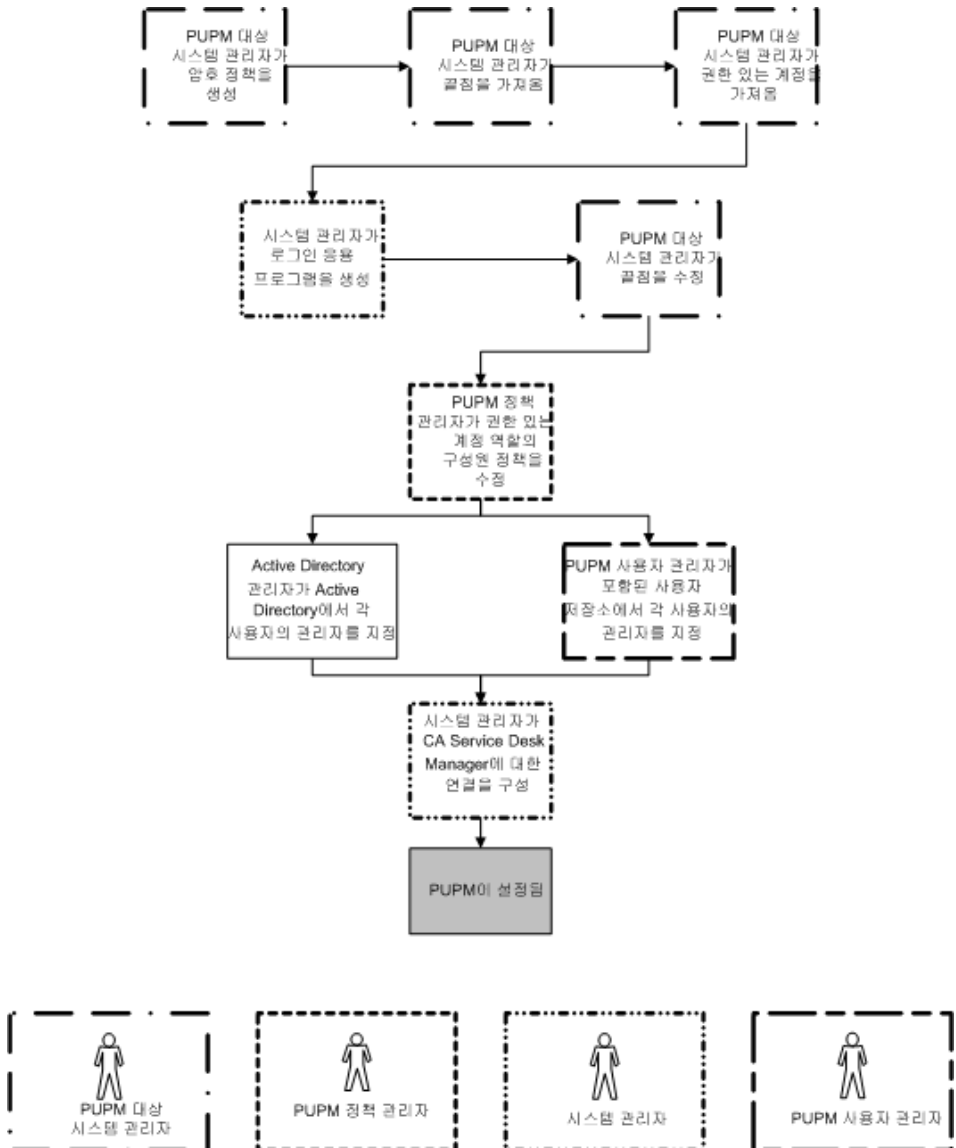 PUPM 대상
시스템 관리자가
암호 정책을
생성
PUPM 대상
시스템 관리자가
끝점을 가져옴
PUPM 대상
시스템 관리자가
권한 있는 계정을
가져옴
시스템 관리자가
로그인 응용
프로그램을 생성
PUPM 대상
시스템 관리자가
끝점을 수정
PUPM 정책
관리자가 권한 있는
계정 역할의
구성원 정책을
수정
Active Directory
관리자가 Active
Directory에서 각
사용자의 관리자를 지정
PUPM 사용자 관리자가
포함된 사용자
저장소에서 각 사용자의
관리자를 지정
시스템 관리자가
CA Service Desk
Manager에 대한
연결을 구성
PUPM이 설정됨
PUPM 대상
시스템 관리자
PUPM 정책 관리자
시스템 관리자
PUPM 사용자 관리자